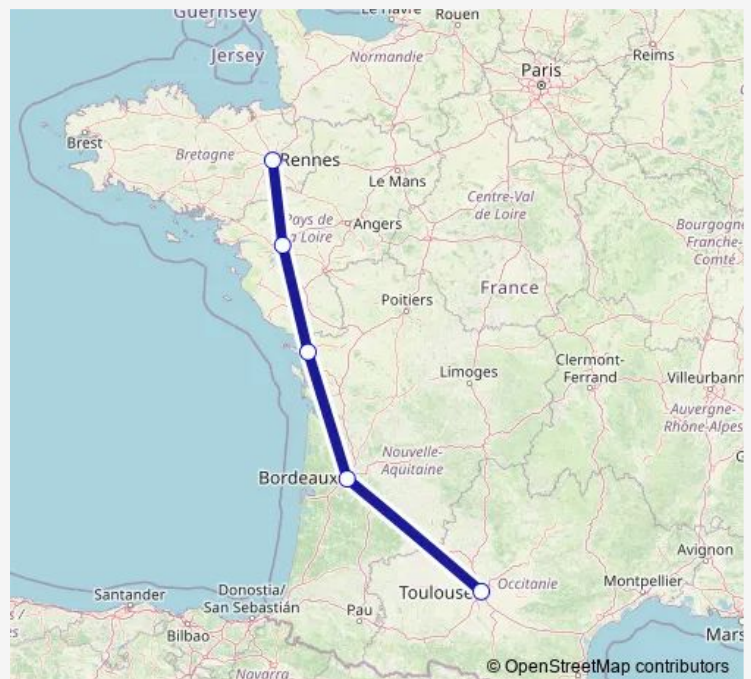 Guernsey
Le Havre
Rouen
Jersey
Normandie
Paris
Reims
Brest
Bretagne
Rennes
Le Mans
Centre-Val
de Loire
Pays de
la Loire
Angers
Bourgogne
Franche-
Comté
France
Poitiers
Limoges
Clermont-
Ferrand
Villeurbann
Auvergne-
Rhône-Alpes
Nouvelle-
Aquitaine
Bordeaux
Toulouse
Occitanie
Avignon
Montpellier
Santander
Donostia/
San Sebastián
Pau
Bilbao
Mars
Navarra
© OpenStreetMap contributors